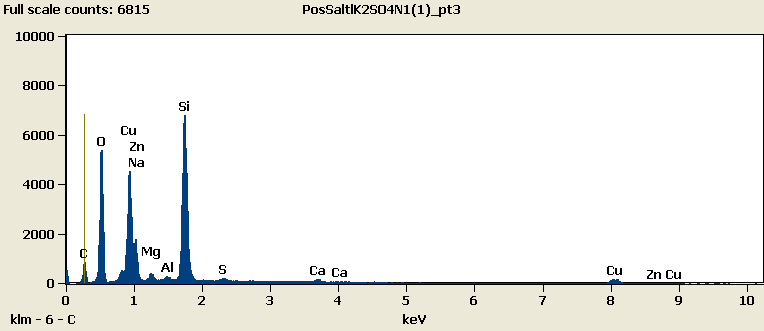 Full scale counts: 6815 PosSaltlK2SO4N1(1)_pt3
10000
8000
6000
4000
2000
0
C
O
Cu
Zn
Na
Mg
Al
Si
S
Ca Ca
Cu
Zn Cu
0 1 2 3 4 5 6 7 8 9 10
klm - 6 - C keV